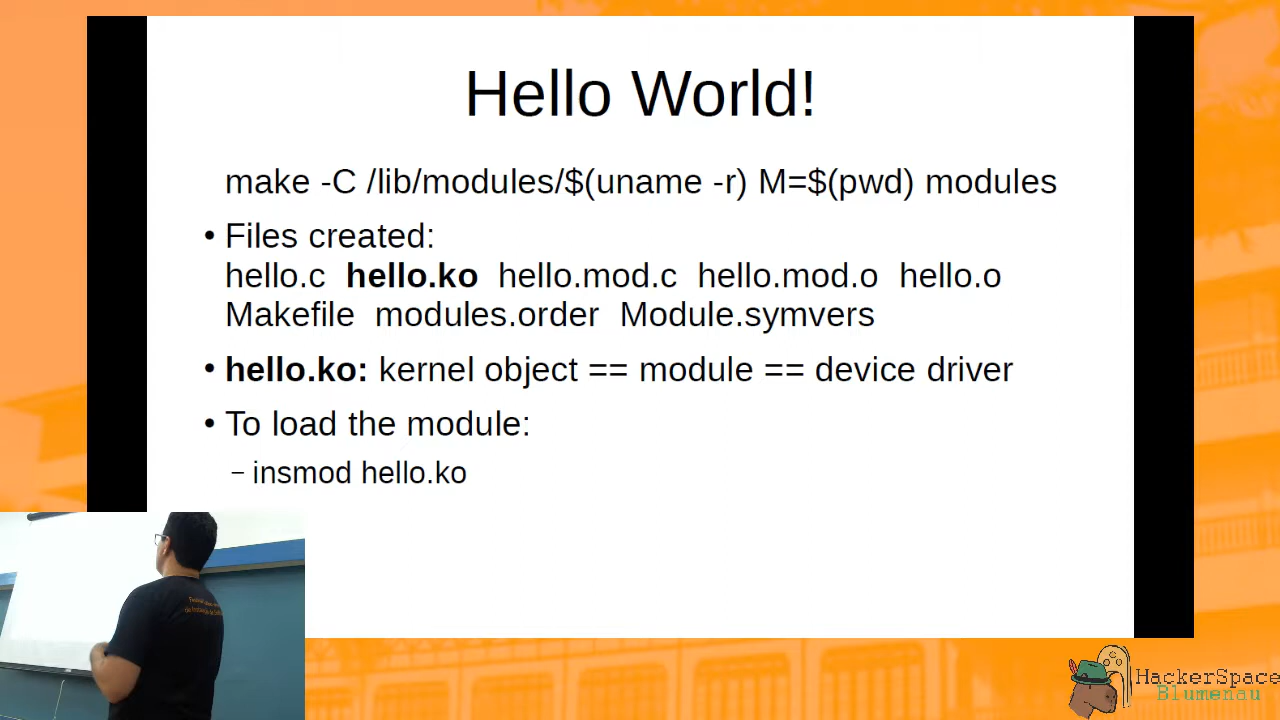 Hello World!
make -C /lib/modules/$(uname -r) M=$(pwd) modules
• Files created:
hello.c hello.ko hello.mod.c hello.mod.o hello.o
Makefile modules.order Module.symvers
• hello.ko: kernel object == module == device driver
• To load the module:
– insmod hello.ko
HackerSpace
Blumenau